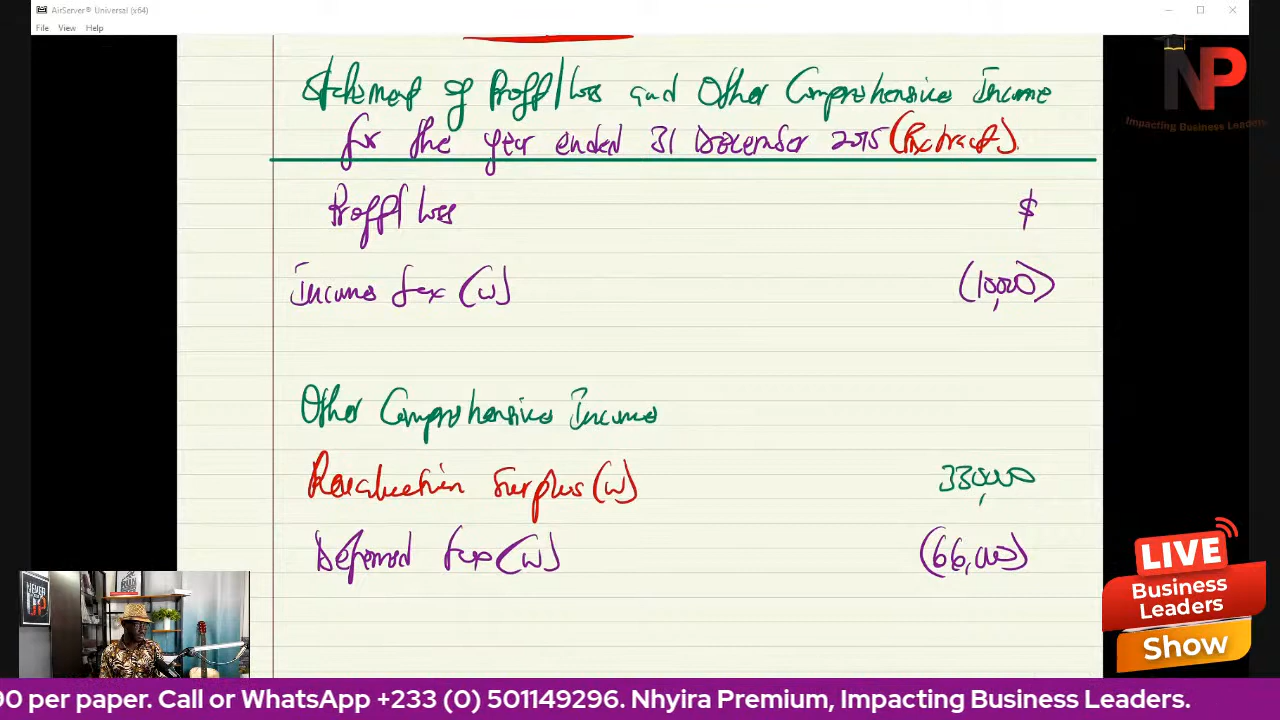 AirServer® Universal (x64)
File View Help
NP
Impacting Business Leaders
Statement of Profit/Loss and Other Comprehensive Income
for the year ended 31 December 2015 (Extract).
Profit/Loss $
Income tax (W) (10,000)
Other Comprehensive Income
Revaluation Surplus (W) 330,000
Deferred tax (W) (66,000)
LIVE
Business
Leaders
Show
90 per paper. Call or WhatsApp +233 (0) 501149296. Nhyira Premium, Impacting Business Leaders.